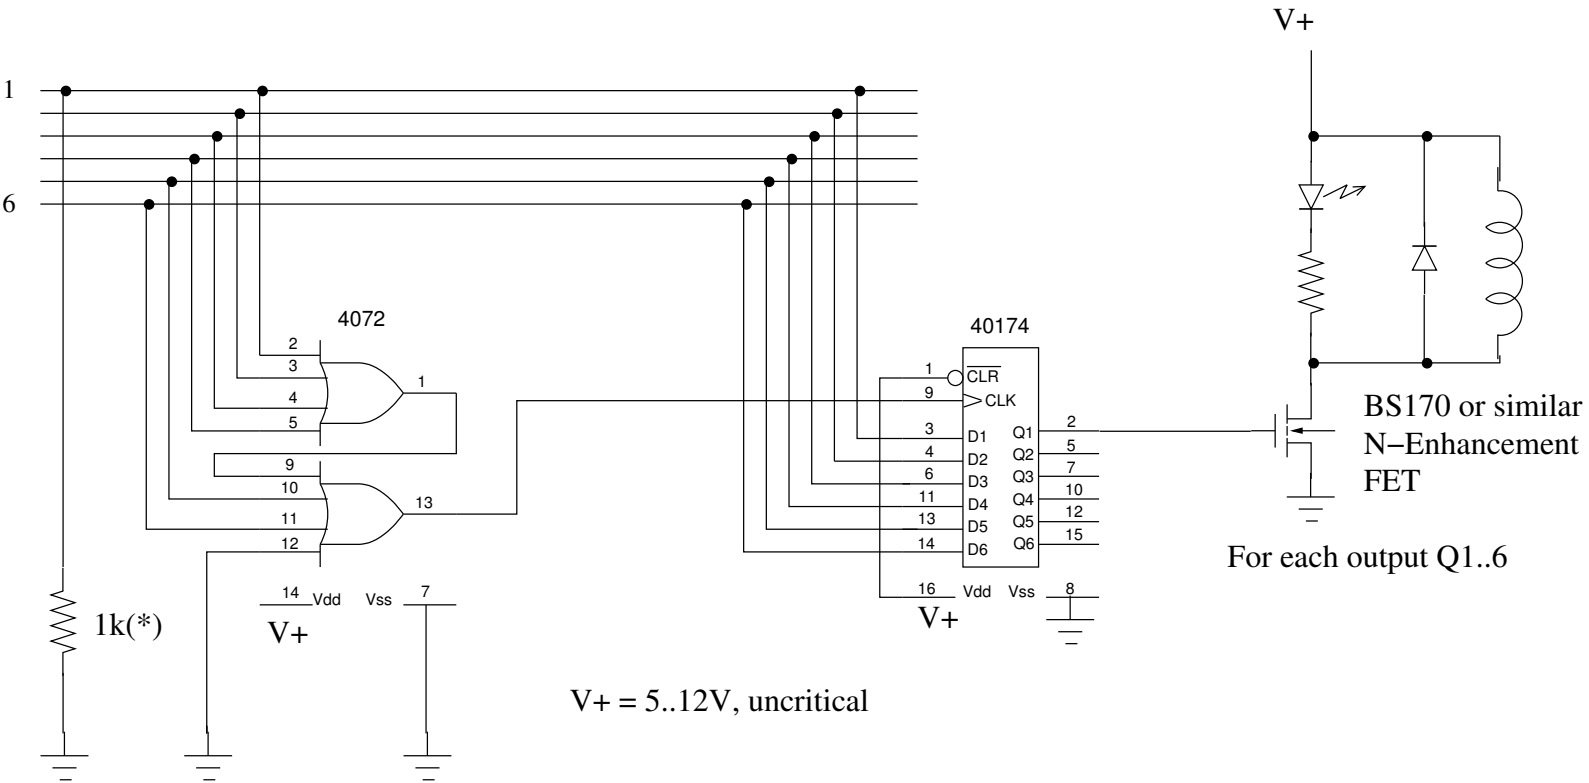 V+
1
6
4072
2
3
4
5
1
9
10
11
12
13
14 Vdd
Vss 7
V+
1k(*)
40174
1 CLR
9 CLK
3 D1 Q1 2
4 D2 Q2 5
6 D3 Q3 7
11 D4 Q4 10
13 D5 Q5 12
14 D6 Q6 15
16 Vdd Vss 8
V+
BS170 or similar
N−Enhancement
FET
For each output Q1..6
V+ = 5..12V, uncritical